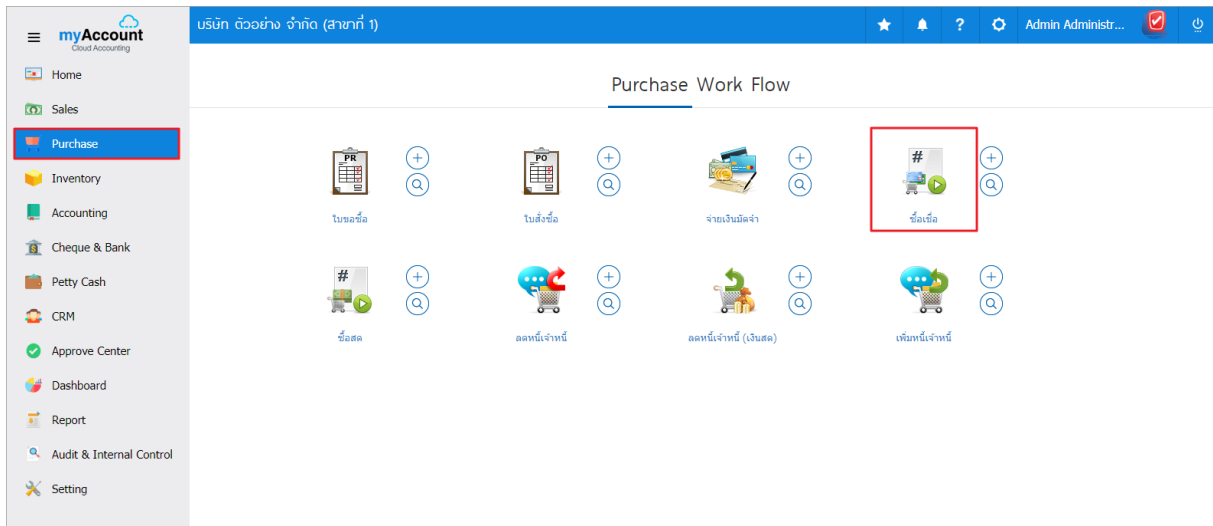 myAccount
Cloud Accounting
บริษัท ตัวอย่าง จำกัด (สาขาที่ 1)
?
Admin Administr...
Home
Sales
Purchase
Inventory
Accounting
Cheque & Bank
Petty Cash
CRM
Approve Center
Dashboard
Report
Audit & Internal Control
Setting
Purchase Work Flow
PR
PO
#
ใบขอซื้อ
ใบสั่งซื้อ
จ่ายเงินมัดจำ
ซื้อเชื่อ
#
ซื้อสด
ลดหนี้เจ้าหนี้
ลดหนี้เจ้าหนี้ (เงินสด)
เพิ่มหนี้เจ้าหนี้